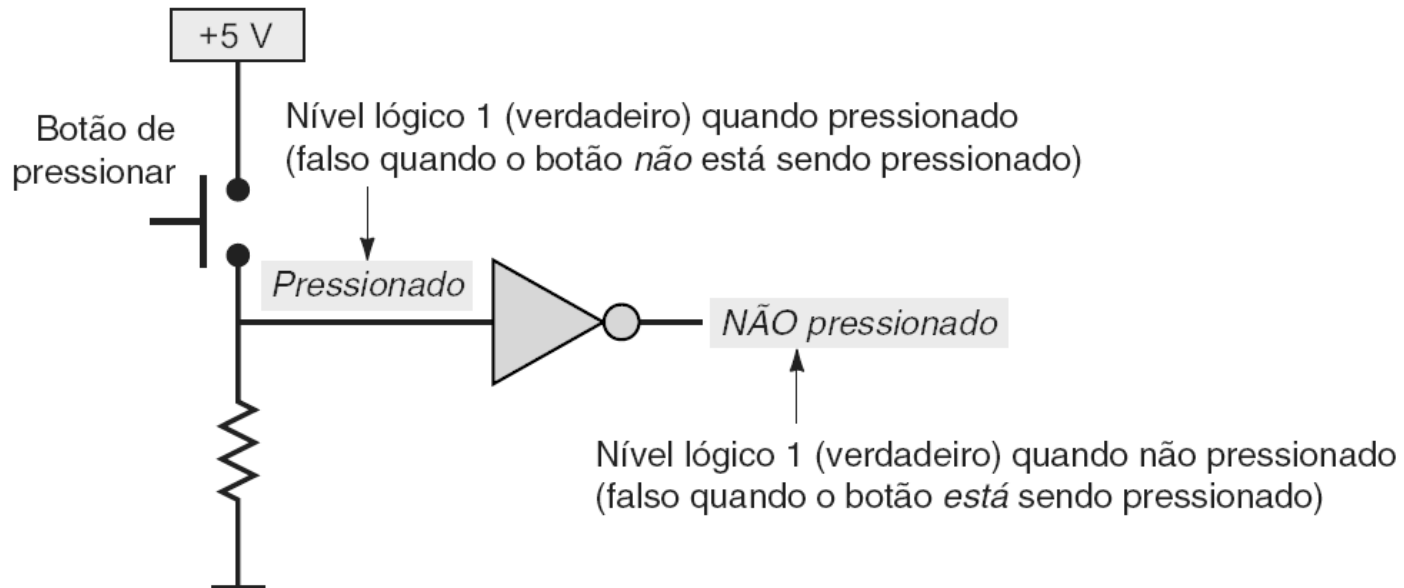 +5 V
Botão de
pressionar
Nível lógico 1 (verdadeiro) quando pressionado
(falso quando o botão não está sendo pressionado)
Pressionado
NÃO pressionado
Nível lógico 1 (verdadeiro) quando não pressionado
(falso quando o botão está sendo pressionado)